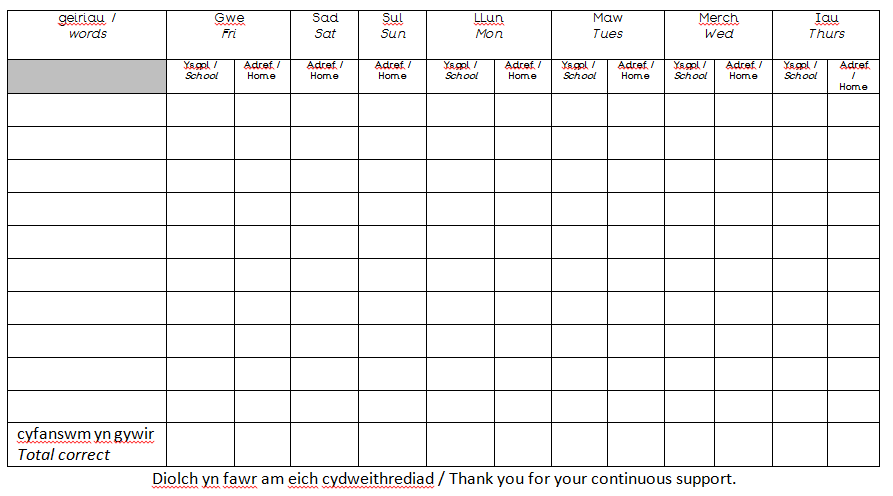 geiriau / Gwe Sad Sul LLun Maw Merch Iau
words Fri Sat Sun Mon Tues Wed Thurs
Ysgol / Adref / Adref / Adref / Ysgol / Adref / Ysgol / Adref / Ysgol / Adref / Ysgol / Adref
School Home Home Home School Home School Home School Home School /
Home
cyfanswm yn gywir
Total correct
Diolch yn fawr am eich cydweithrediad / Thank you for your continuous support.